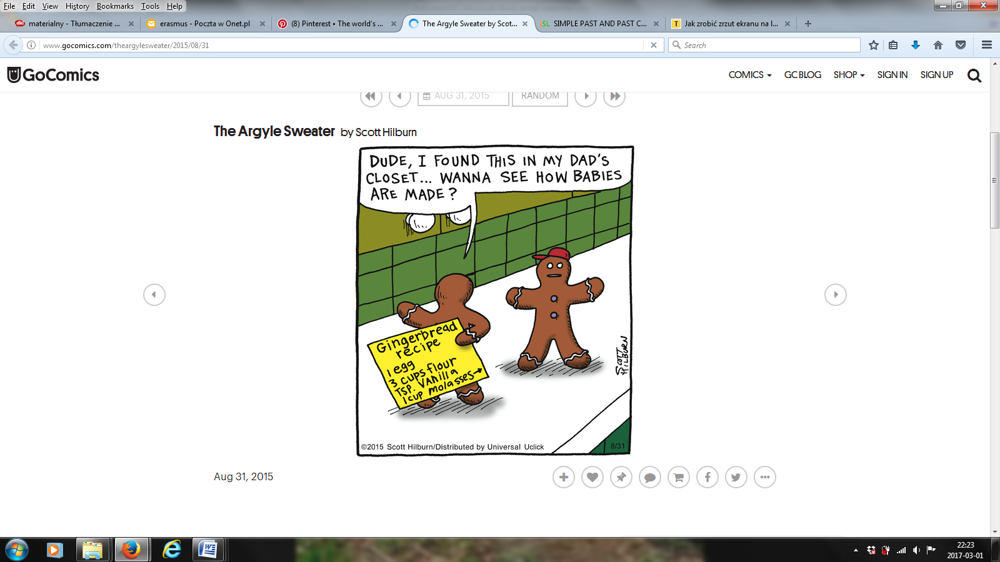 File Edit View History Bookmarks Tools Help
materialny - Tłumaczenie ...
erasmus - Poczta w Onet.pl
(8) Pinterest • The world's ...
The Argyle Sweater by Scot...
iSL SIMPLE PAST AND PAST C...
T Jak zrobić zrzut ekranu na l...
www.gocomics.com/theargylesweater/2015/08/31
Search
GoComics
COMICS GC BLOG SHOP SIGN IN SIGN UP
AUG 31, 2015 RANDOM
The Argyle Sweater by Scott Hilburn
DUDE, I FOUND THIS IN MY DAD'S
CLOSET... WANNA SEE HOW BABIES
ARE MADE?
Gingerbread
recipe
1 egg
3 cups flour
TSP. VANILLA
1 cup molasses
SCOTT HILBURN
©2015 Scott Hilburn/Distributed by Universal Uclick
8/31
Aug 31, 2015
22:23
2017-03-01